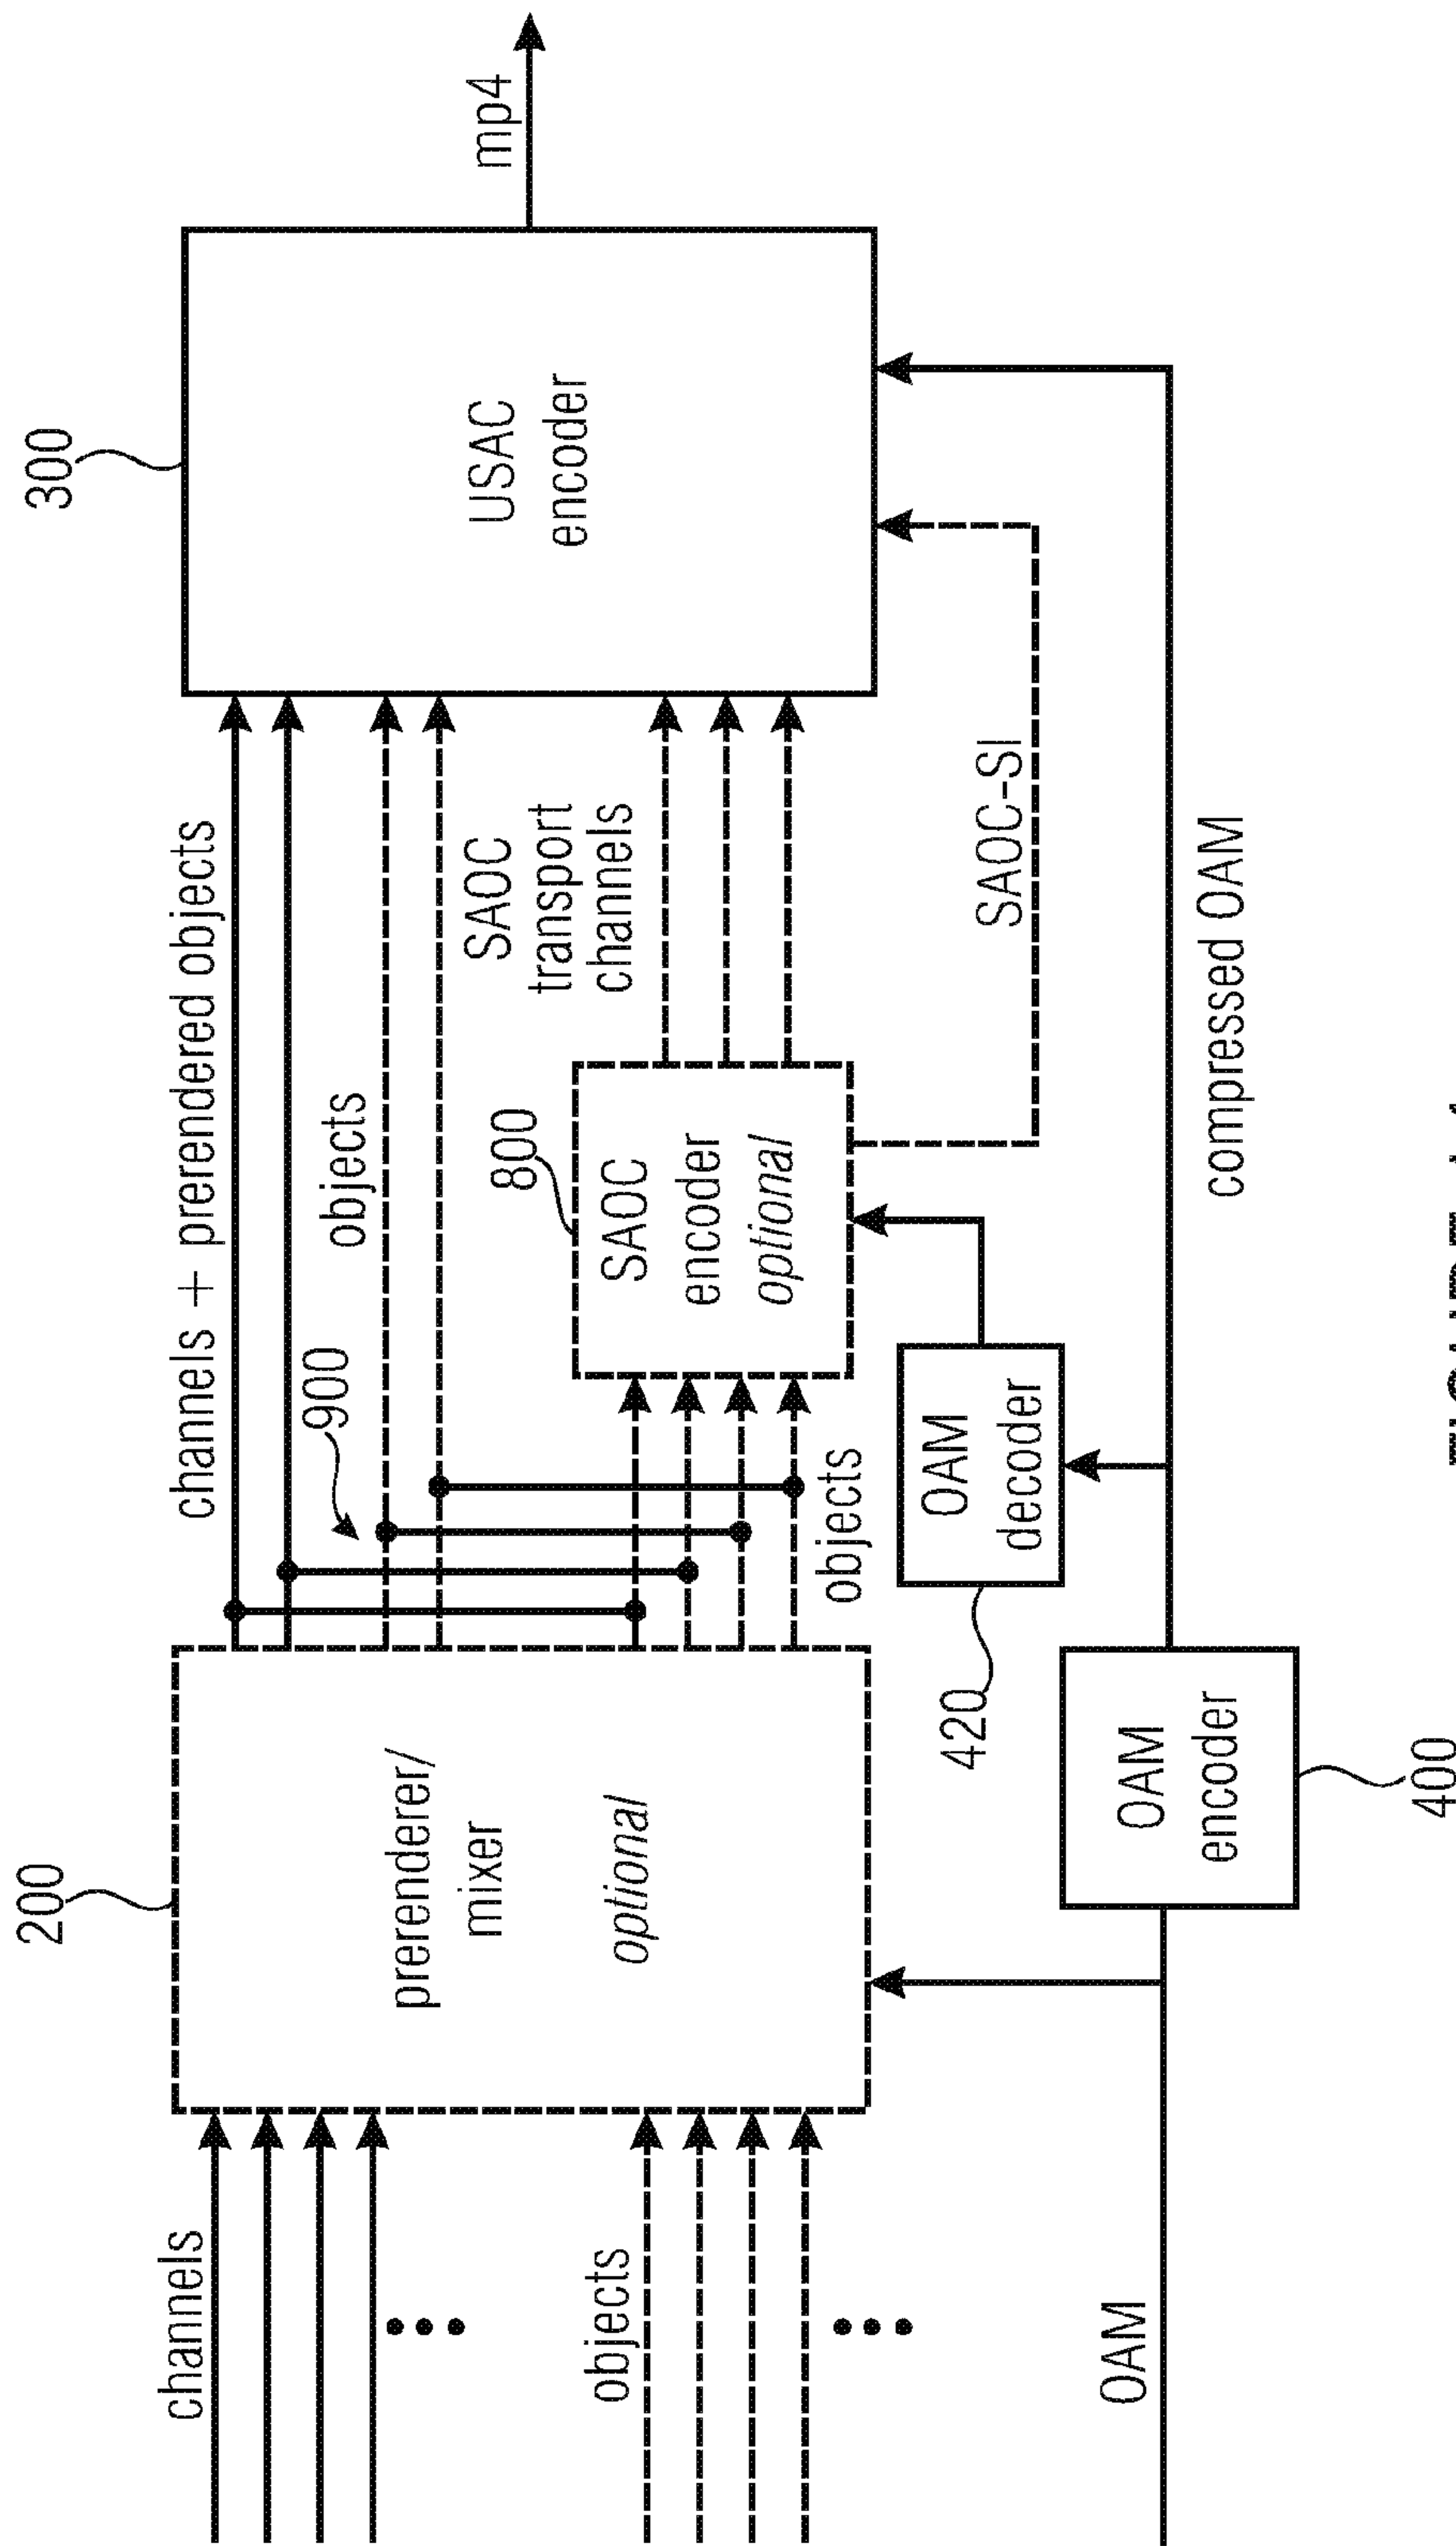 channels
objects
OAM
200
prerenderer/
mixer
optional
OAM
encoder
400
420
OAM
decoder
900
channels + prerendered objects
objects
objects
800
SAOC
encoder
optional
SAOC
transport
channels
SAOC-SI
compressed OAM
300
USAC
encoder
mp4